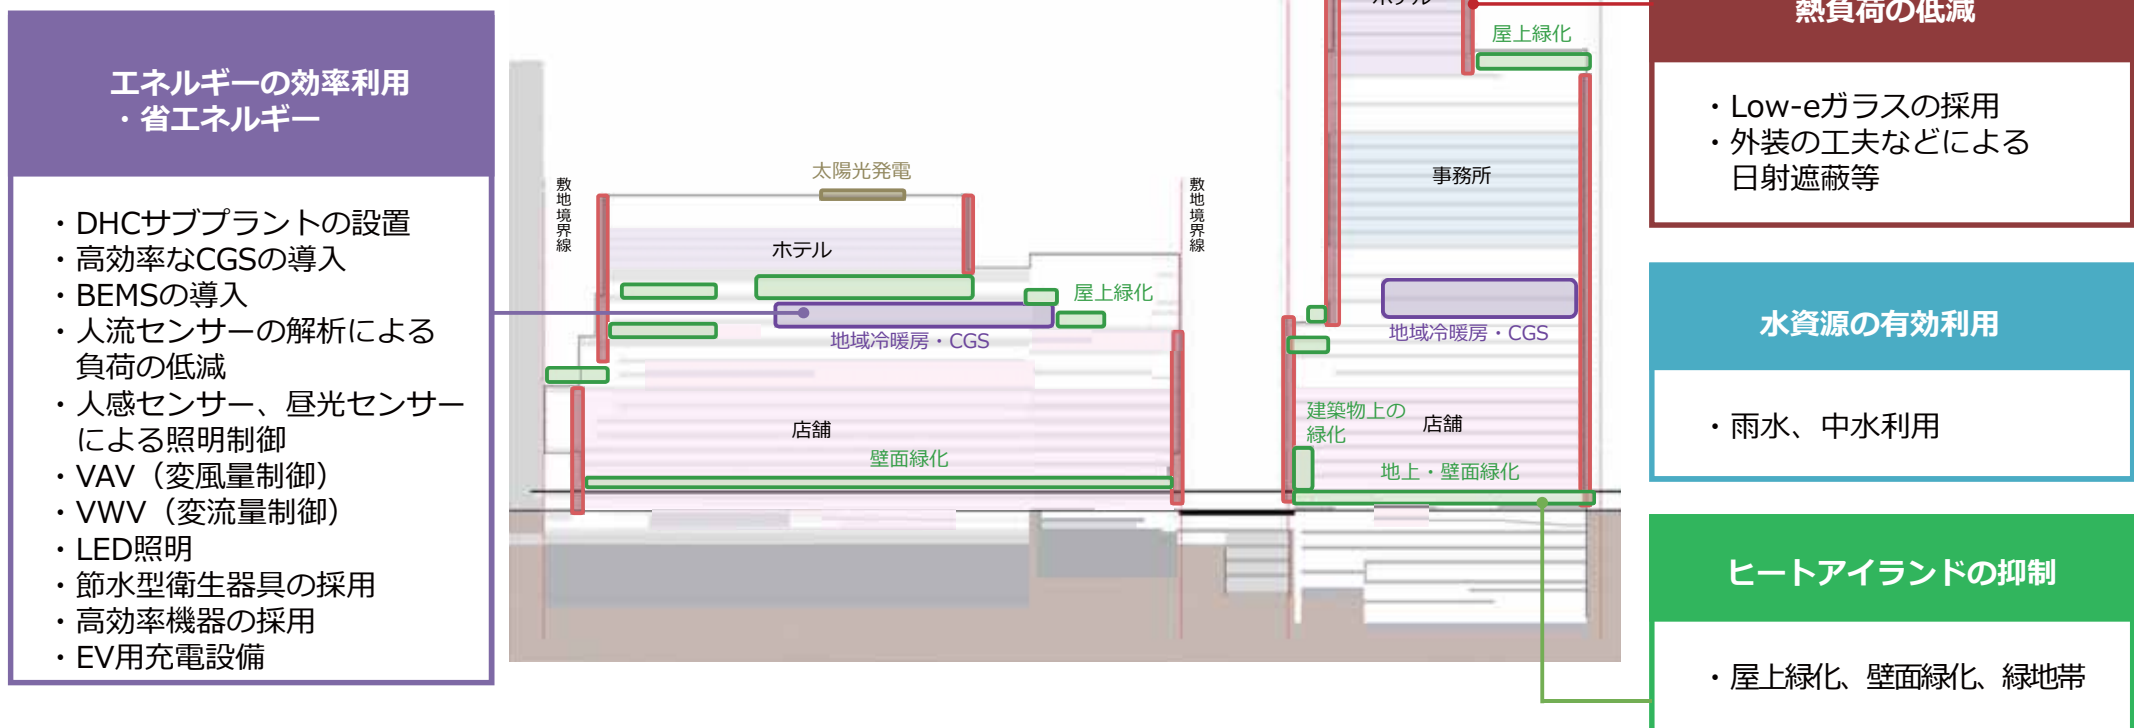 エネルギーの効率利用
・省エネルギー
・DHCサブプラントの設置
・高効率なCGSの導入
・BEMSの導入
・人流センサーの解析による
負荷の低減
・人感センサー、昼光センサー
による照明制御
・VAV（変風量制御）
・VWV（変流量制御）
・LED照明
・節水型衛生器具の採用
・高効率機器の採用
・EV用充電設備
敷地境界線
太陽光発電
ホテル
屋上緑化
地域冷暖房・CGS
店舗
壁面緑化
敷地境界線
ホテル
屋上緑化
事務所
地域冷暖房・CGS
建築物上の
緑化
店舗
地上・壁面緑化
熱負荷の低減
・Low-eガラスの採用
・外装の工夫などによる
日射遮蔽等
水資源の有効利用
・雨水、中水利用
ヒートアイランドの抑制
・屋上緑化、壁面緑化、緑地帯